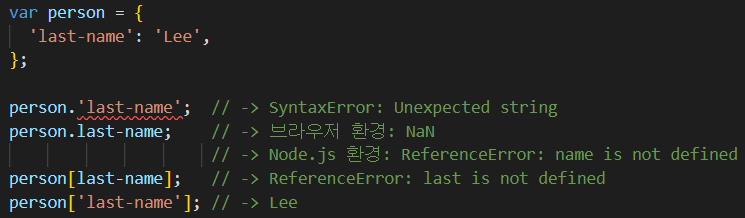 var person = {
  'last-name': 'Lee',
};

person.'last-name';  // -> SyntaxError: Unexpected string
person.last-name;    // -> 브라우저 환경: NaN
                     // -> Node.js 환경: ReferenceError: name is not defined
person[last-name];   // -> ReferenceError: last is not defined
person['last-name']; // -> Lee